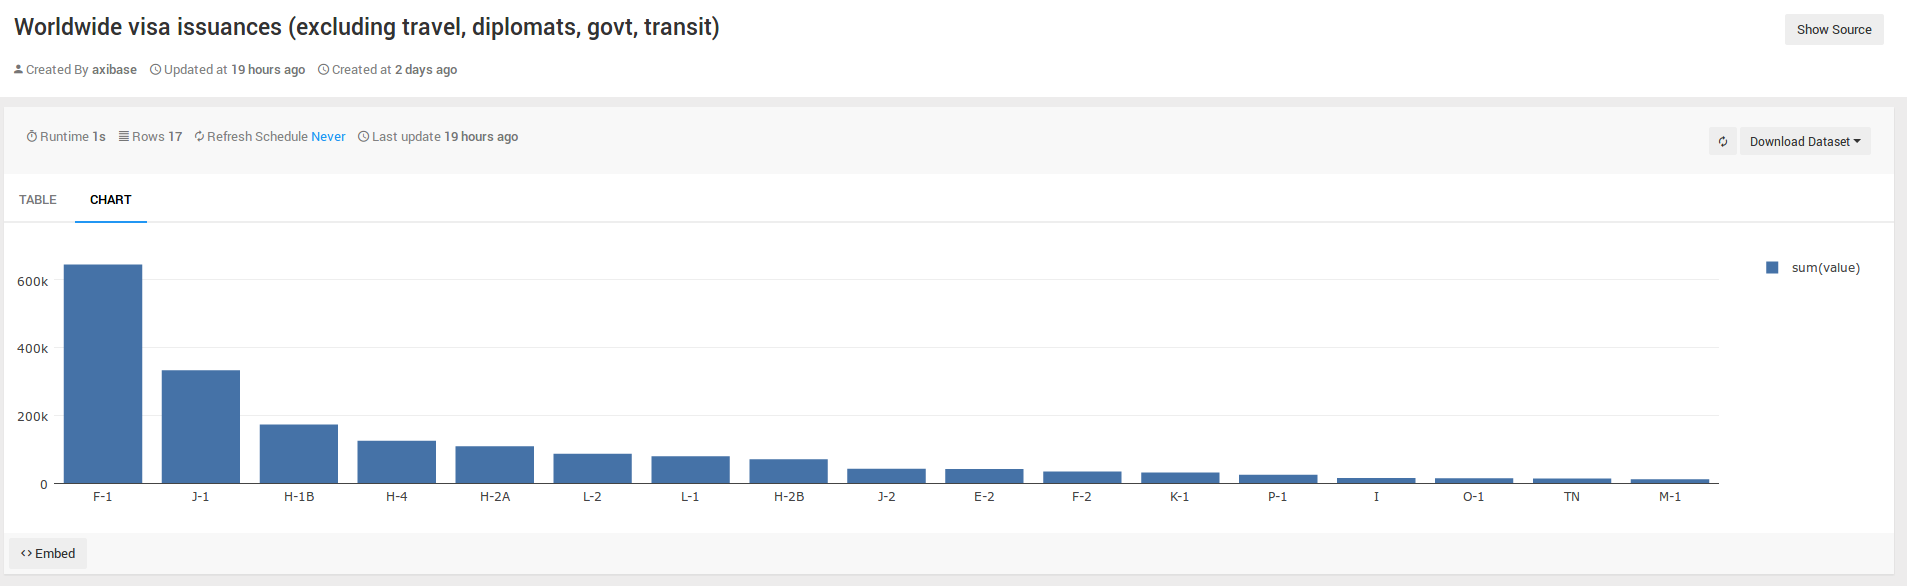 Worldwide visa issuances (excluding travel, diplomats, govt, transit)
Show Source
Created By axibase Updated at 19 hours ago Created at 2 days ago
Runtime 1s Rows 17 Refresh Schedule Never Last update 19 hours ago
Download Dataset
TABLE CHART
sum(value)
600k
400k
200k
0
F-1 J-1 H-1B H-4 H-2A L-2 L-1 H-2B J-2 E-2 F-2 K-1 P-1 I O-1 TN M-1
<> Embed